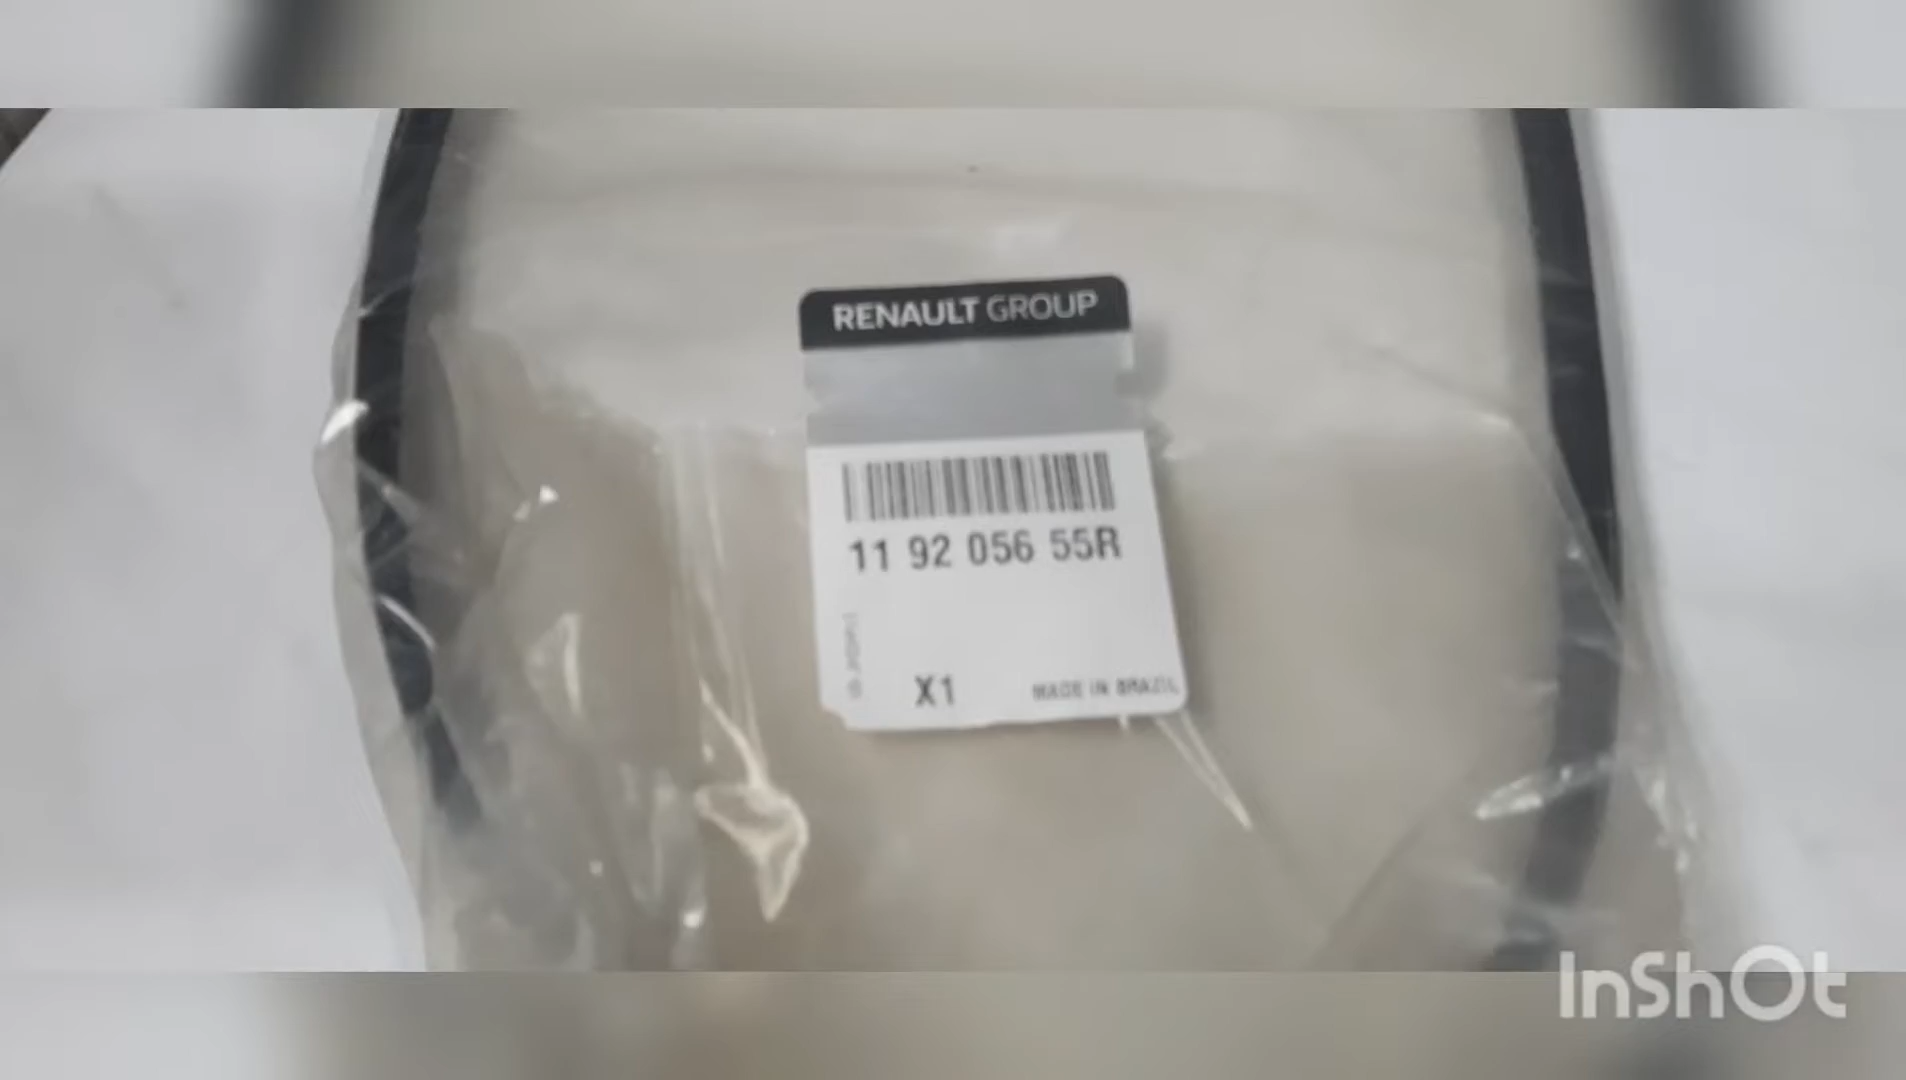 RENAULT GROUP
11 92 056 55R
X1
MADE IN BRAZIL
InShOt